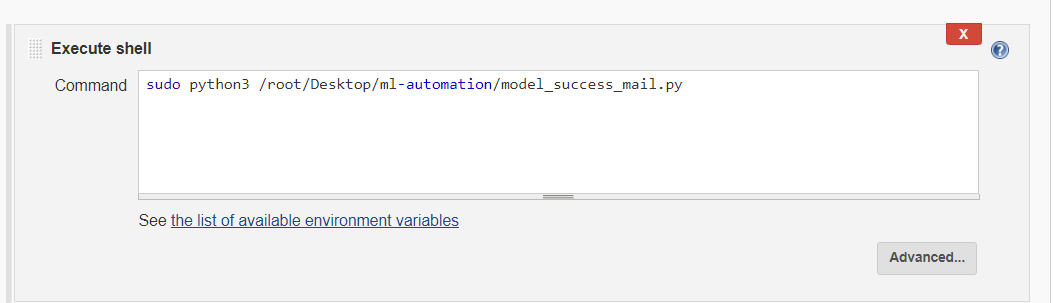 X
Execute shell
Command
sudo python3 /root/Desktop/ml-automation/model_success_mail.py
See the list of available environment variables
Advanced...